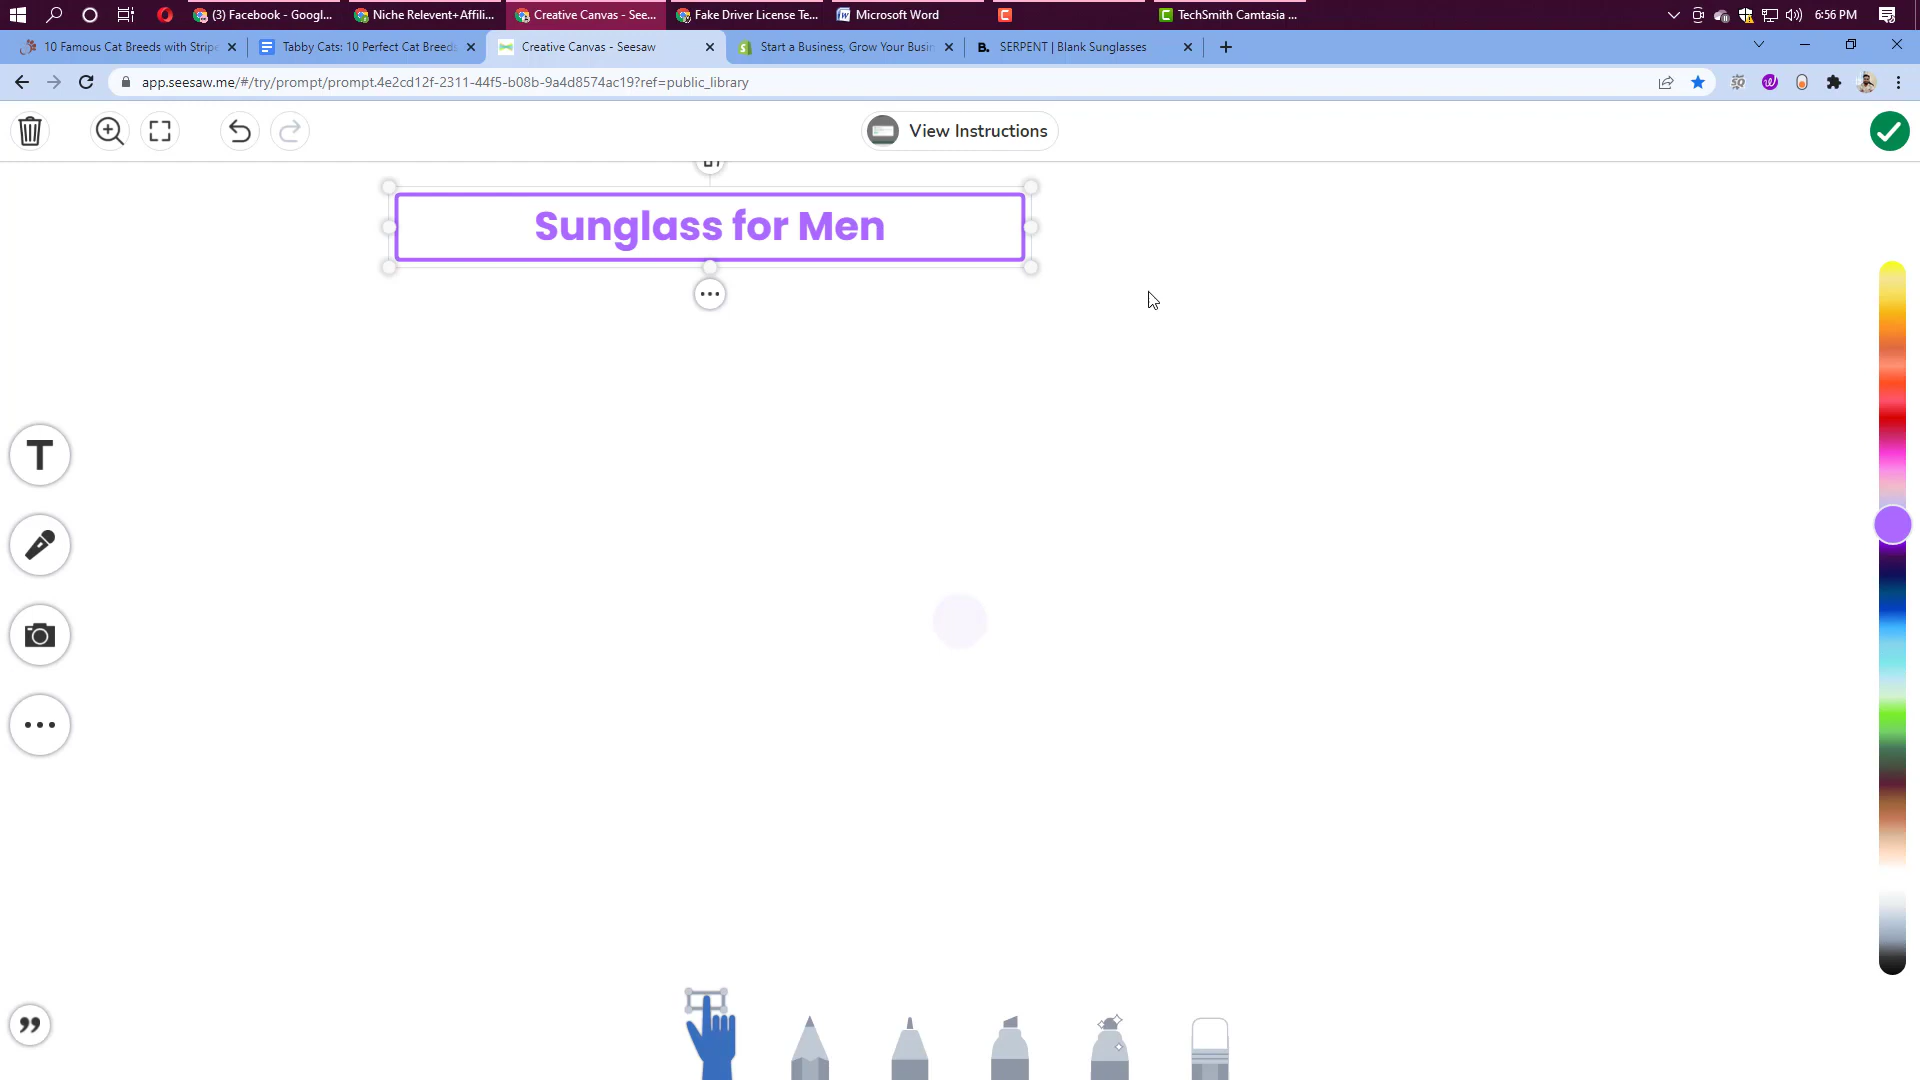 (3) Facebook - Googl...
Niche Relevent+Affili...
Creative Canvas - See...
Fake Driver License Te...
Microsoft Word
TechSmith Camtasia ...
6:56 PM
10 Famous Cat Breeds with Stripe
Tabby Cats: 10 Perfect Cat Breeds
Creative Canvas - Seesaw
Start a Business, Grow Your Busin
B. SERPENT | Blank Sunglasses
app.seesaw.me/#/try/prompt/prompt.4e2cd12f-2311-44f5-b08b-9a4d8574ac19?ref=public_library
View Instructions
Sunglass for Men
T